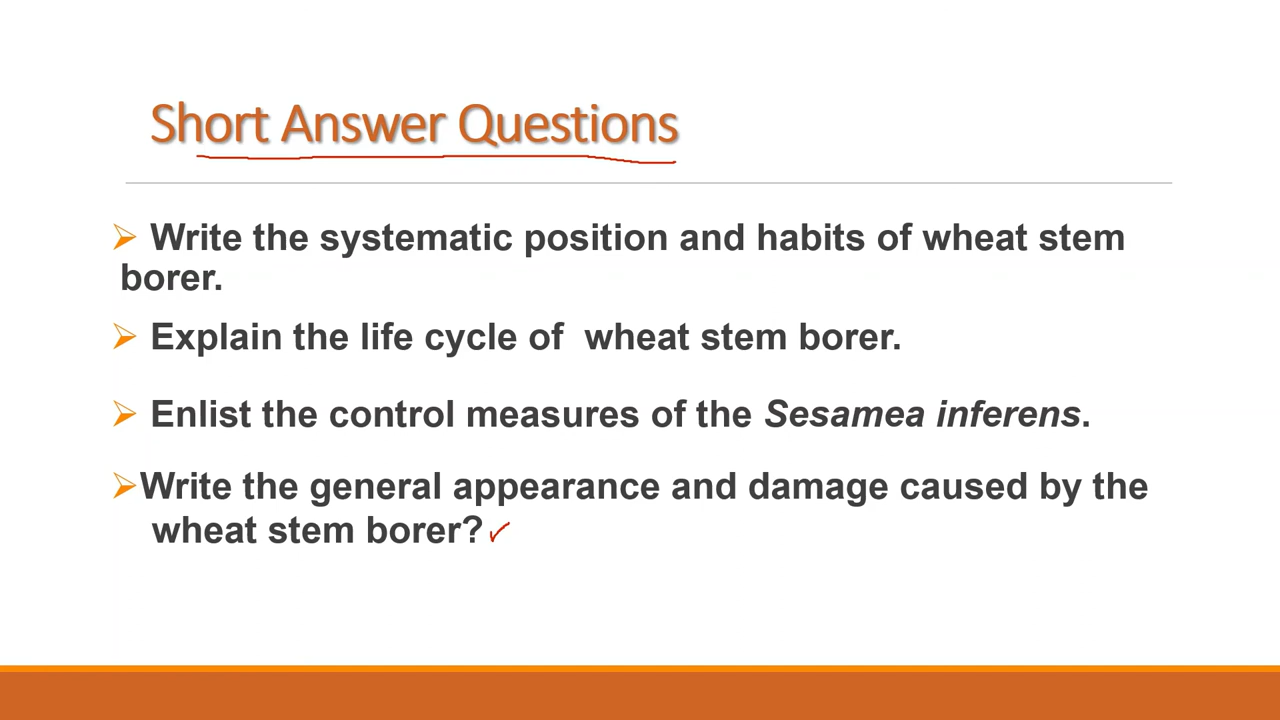 Short Answer Questions
Write the systematic position and habits of wheat stem
borer.
Explain the life cycle of wheat stem borer.
Enlist the control measures of the Sesamea inferens.
Write the general appearance and damage caused by the
wheat stem borer?